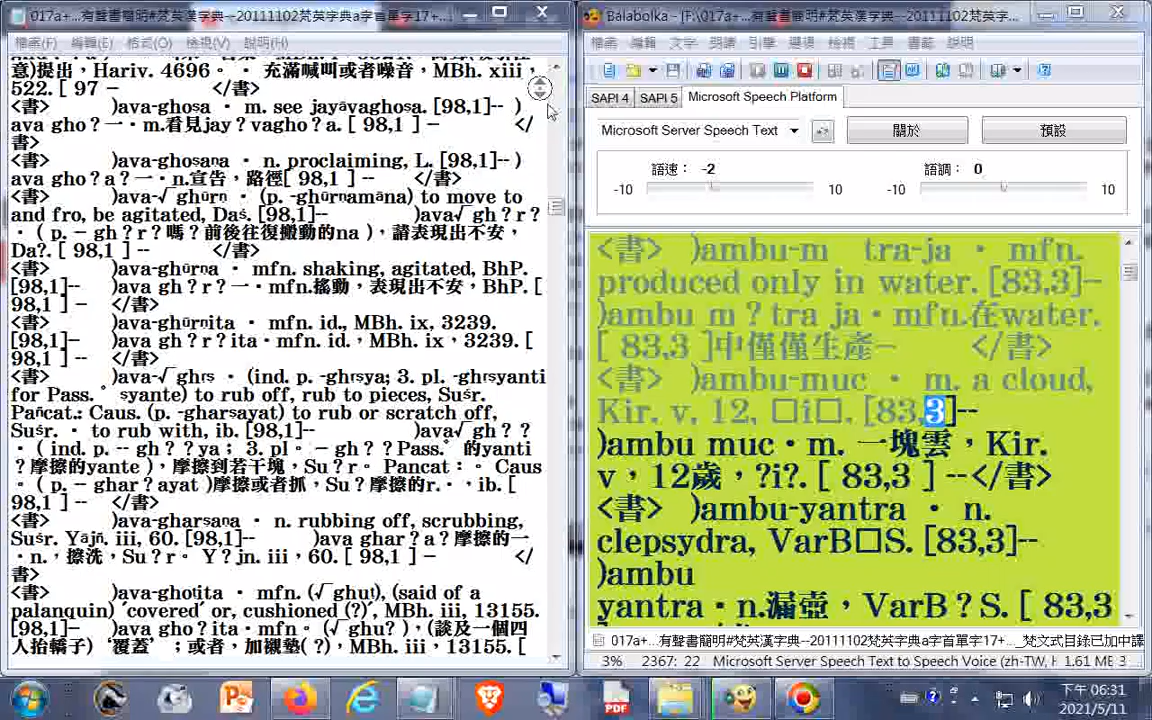 017a+...有聲書簡明#梵英漢字典--20111102梵英字典a字首單字17+...
檔案(F) 編輯(E) 格式(O) 檢視(V) 說明(H)
意)提出，Hariv. 4696。 • 充滿喊叫或者噪音，MBh. xiii，
522. [ 97 – </書>
<書> )ava-ghosa • m. see jayāvaghosa. [98,1]-- )
ava gho？一・m.看見jay？vagho？a. [ 98,1 ] – </
書>
<書> )ava-ghosaṇa • n. proclaiming, L. [98,1]-- )
ava gho？a？一・n.宣告，路徑[ 98,1 ] – </書>
<書> )ava-√ghūrṇ • (p. -ghūrṇamāna) to move to
and fro, be agitated, Daś. [98,1]-- )ava√gh？r？
・ ( p. – gh？r？嗎？前後往復搬動的na )，諮表現出不安，
Da?. [ 98,1 ] -- </書>
<書> )ava-ghūrṇa • mfn. shaking, agitated, BhP.
[98,1]-- )ava gh？r？一・mfn.搖動，表現出不安，BhP. [
98,1 ] – </書>
<書> )ava-ghūrṇita • mfn. id., MBh. ix, 3239.
[98,1]-- )ava gh？r？ita・mfn. id.，MBh. ix，3239. [
98,1 ] – </書>
<書> )ava-√ghṛs • (ind. p. -ghṛsya; 3. pl. -ghṛsyanti
for Pass. ﾟsyante) to rub off, rub to pieces, Suśr.
Pañcat.: Caus. (p. -gharsayat) to rub or scratch off,
Suśr. • to rub with, ib. [98,1]-- )ava√gh？？
・ ( ind. p. -- gh？？ya； 3. pl。– gh？？Pass.ﾟ的yanti
？摩擦的yante )，摩擦到若干塊，Su？r。Pancat：。Caus
。( p. – ghar？ayat )摩擦或者抓，Su？摩擦的r.・，ib. [
98,1 ] – </書>
<書> )ava-gharsaṇa • n. rubbing off, scrubbing,
Suśr. Yājñ. iii, 60. [98,1]-- )ava ghar？a？摩擦的一
・n.，擦洗，Su？r。Y？jn. iii，60. [ 98,1 ] – </
書>
<書> )ava-ghoṭita • mfn. (√ghuṭ), (said of a
palanquin) 'covered' or, cushioned (?)', MBh. iii, 13155.
[98,1]-- )ava gho？ita・mfn。(√ghu?)，(談及一個四
人抬轎子)‘覆蓋’；或者，加襯墊(?)，MBh. iii，13155. [
Balabolka - [F:\017a+...有聲書簡明#梵英漢字典--20111102梵英字...
檔案 編輯 文字 朗讀 引擎 選項 檢視 工具 書籤 說明
SAPI 4 SAPI 5 Microsoft Speech Platform
Microsoft Server Speech Text 關於 預設
語速： -2 語調： 0
-10 10 -10 10
<書> )ambu-m tra-ja • mfn.
produced only in water. [83,3]--
)ambu m？tra ja・mfn.在water.
[ 83,3 ]中僅僅生產– </書>
<書> )ambu-muc • m. a cloud,
Kir. v, 12, □i□. [83,3]--
)ambu muc・m. 一塊雲，Kir.
v，12歲，?i?. [ 83,3 ] --</書>
<書> )ambu-yantra • n.
clepsydra, VarB□S. [83,3]--
)ambu
yantra・n.漏壺，VarB？S. [ 83,3
017a+...有聲書簡明#梵英漢字典--20111102梵英字典a字首單字17+..._梵文式目錄已加中譯
3% 2367: 22 Microsoft Server Speech Text to Speech Voice (zh-TW, H 1.61 MB 3
下午 06:31
2021/5/11